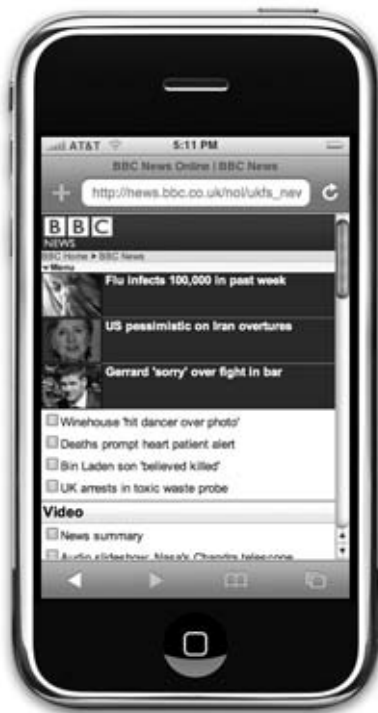 AT&T 5:11 PM
BBC News Online | BBC News
http://news.bbc.co.uk/nol/ukfs_nev
BBC
NEWS
BBC Home ▸ BBC News
▾Menu
Flu infects 100,000 in past week
US pessimistic on Iran overtures
Gerrard 'sorry' over fight in bar
Winehouse 'hit dancer over photo'
Deaths prompt heart patient alert
Bin Laden son 'believed killed'
UK arrests in toxic waste probe
Video
News summary
Audio slideshow: Nasa's Chandra telescope